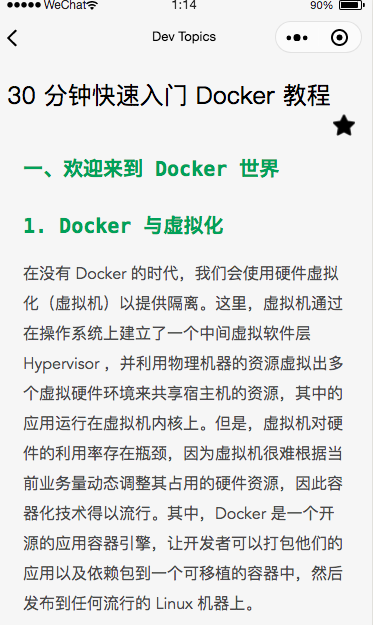 WeChat 1:14 90%
Dev Topics
30 分钟快速入门 Docker 教程
一、欢迎来到 Docker 世界
1. Docker 与虚拟化
在没有 Docker 的时代，我们会使用硬件虚拟
化（虚拟机）以提供隔离。这里，虚拟机通过
在操作系统上建立了一个中间虚拟软件层
Hypervisor ，并利用物理机器的资源虚拟出多
个虚拟硬件环境来共享宿主机的资源，其中的
应用运行在虚拟机内核上。但是，虚拟机对硬
件的利用率存在瓶颈，因为虚拟机很难根据当
前业务量动态调整其占用的硬件资源，因此容
器化技术得以流行。其中，Docker 是一个开
源的应用容器引擎，让开发者可以打包他们的
应用以及依赖包到一个可移植的容器中，然后
发布到任何流行的 Linux 机器上。